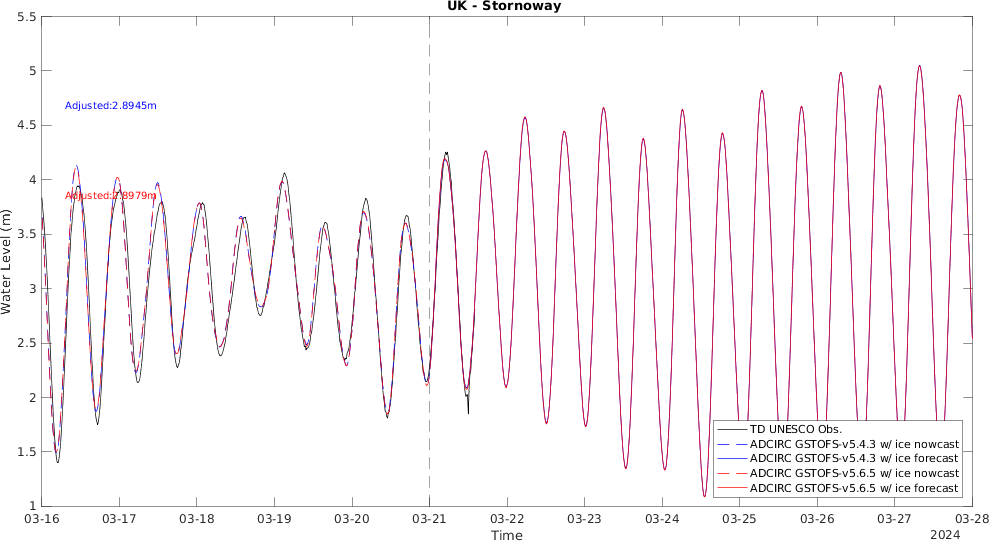 UK - Stornoway
5.5
5
4.5
4
3.5
3
2.5
2
1.5
1
Water Level (m)
Adjusted:2.8945m
Adjusted:2.8979m
TD UNESCO Obs.
ADCIRC GSTOFS-v5.4.3 w/ ice nowcast
ADCIRC GSTOFS-v5.4.3 w/ ice forecast
ADCIRC GSTOFS-v5.6.5 w/ ice nowcast
ADCIRC GSTOFS-v5.6.5 w/ ice forecast
03-16 03-17 03-18 03-19 03-20 03-21 03-22 03-23 03-24 03-25 03-26 03-27 03-28
Time
2024